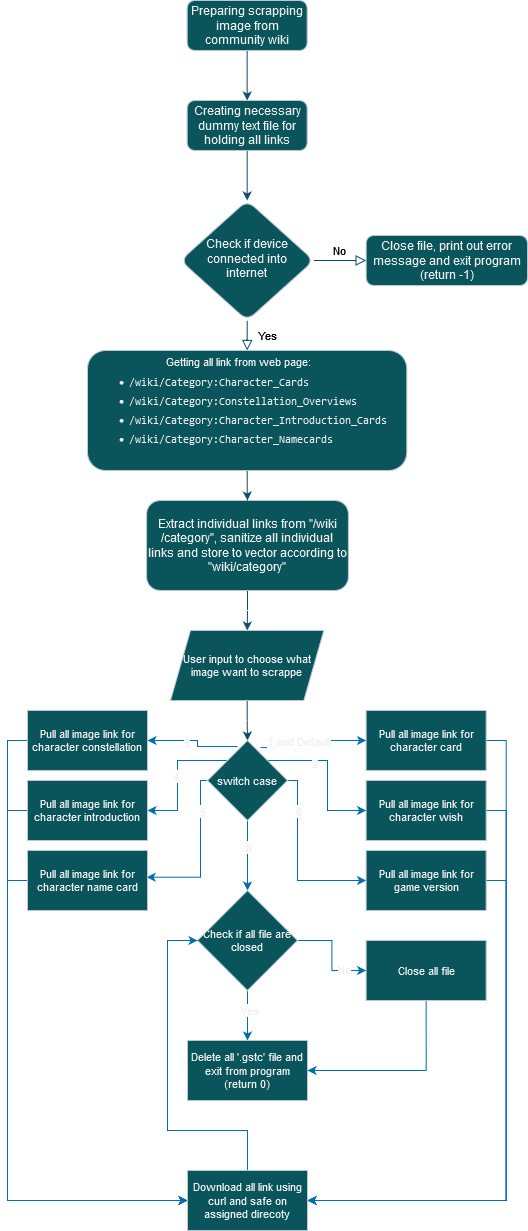 Preparing scrapping
image from
community wiki
Creating necessary
dummy text file for
holding all links
Check if device
connected into
internet
No
Close file, print out error
message and exit program
(return -1)
Yes
Getting all link from web page:
• /wiki/Category:Character_Cards
• /wiki/Category:Constellation_Overviews
• /wiki/Category:Character_Introduction_Cards
• /wiki/Category:Character_Namecards
Extract individual links from "/wiki
/category", sanitize all individual
links and store to vector according to
"wiki/category"
User input to choose what
image want to scrappe
Pull all image link for
character constellation
3
1 and Default
Pull all image link for
character card
switch case
4
2
Pull all image link for
character introduction
Pull all image link for
character wish
5
6
Pull all image link for
character name card
Pull all image link for
game version
0
Check if all file are
closed
No
Close all file
Yes
Delete all '.gstc' file and
exit from program
(return 0)
Download all link using
curl and safe on
assigned direcoty